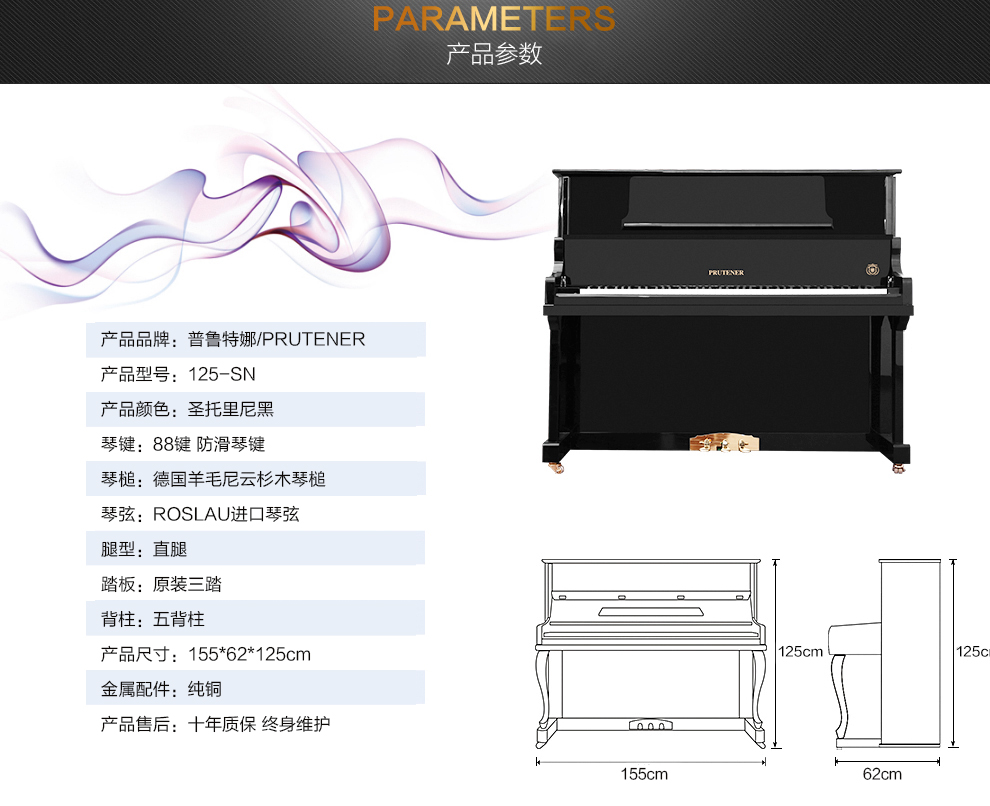 PARAMETERS
产品参数
PRUTENER
产品品牌：普鲁特娜/PRUTENER
产品型号：125-SN
产品颜色：圣托里尼黑
琴键：88键 防滑琴键
琴槌：德国羊毛尼云杉木琴槌
琴弦：ROSLAU进口琴弦
腿型：直腿
踏板：原装三踏
背柱：五背柱
产品尺寸：155*62*125cm
金属配件：纯铜
产品售后：十年质保 终身维护
125cm
125c
155cm
62cm